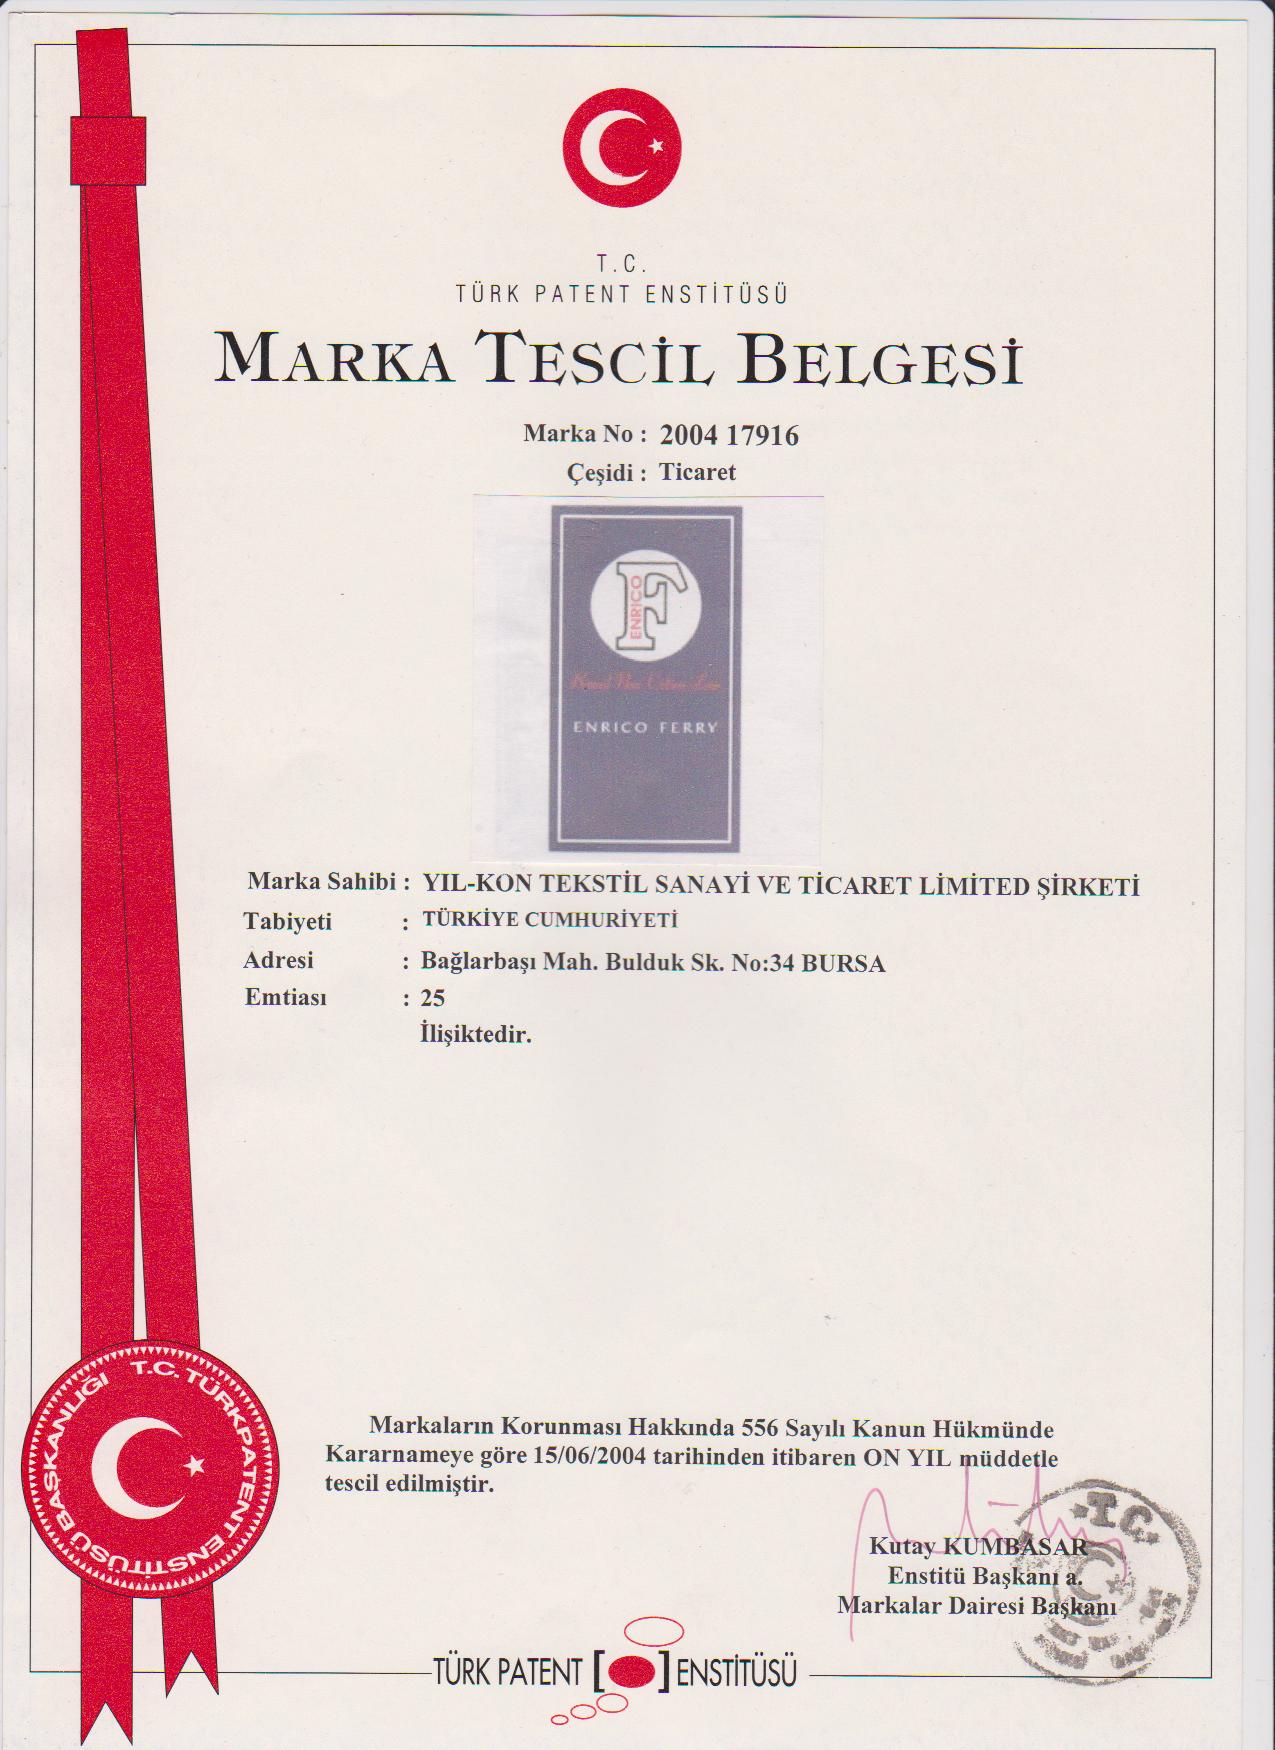 T.C.
TÜRK PATENT ENSTİTÜSÜ
MARKA TESCİL BELGESİ
Marka No : 2004 17916
Çeşidi : Ticaret
F
ENRICO
ENRICO FERRY
Marka Sahibi : YIL-KON TEKSTİL SANAYİ VE TİCARET LİMİTED ŞİRKETİ
Tabiyeti : TÜRKİYE CUMHURİYETİ
Adresi : Bağlarbaşı Mah. Bulduk Sk. No:34 BURSA
Emtiası : 25
İlişiktedir.
T.C. TÜRK PATENT ENSTİTÜSÜ BAŞKANLIĞI
Markaların Korunması Hakkında 556 Sayılı Kanun Hükmünde
Kararnameye göre 15/06/2004 tarihinden itibaren ON YIL müddetle
tescil edilmiştir.
T.C.
Kutay KUMBASAR
Enstitü Başkanı a.
Markalar Dairesi Başkanı
TÜRK PATENT [ ] ENSTİTÜSÜ